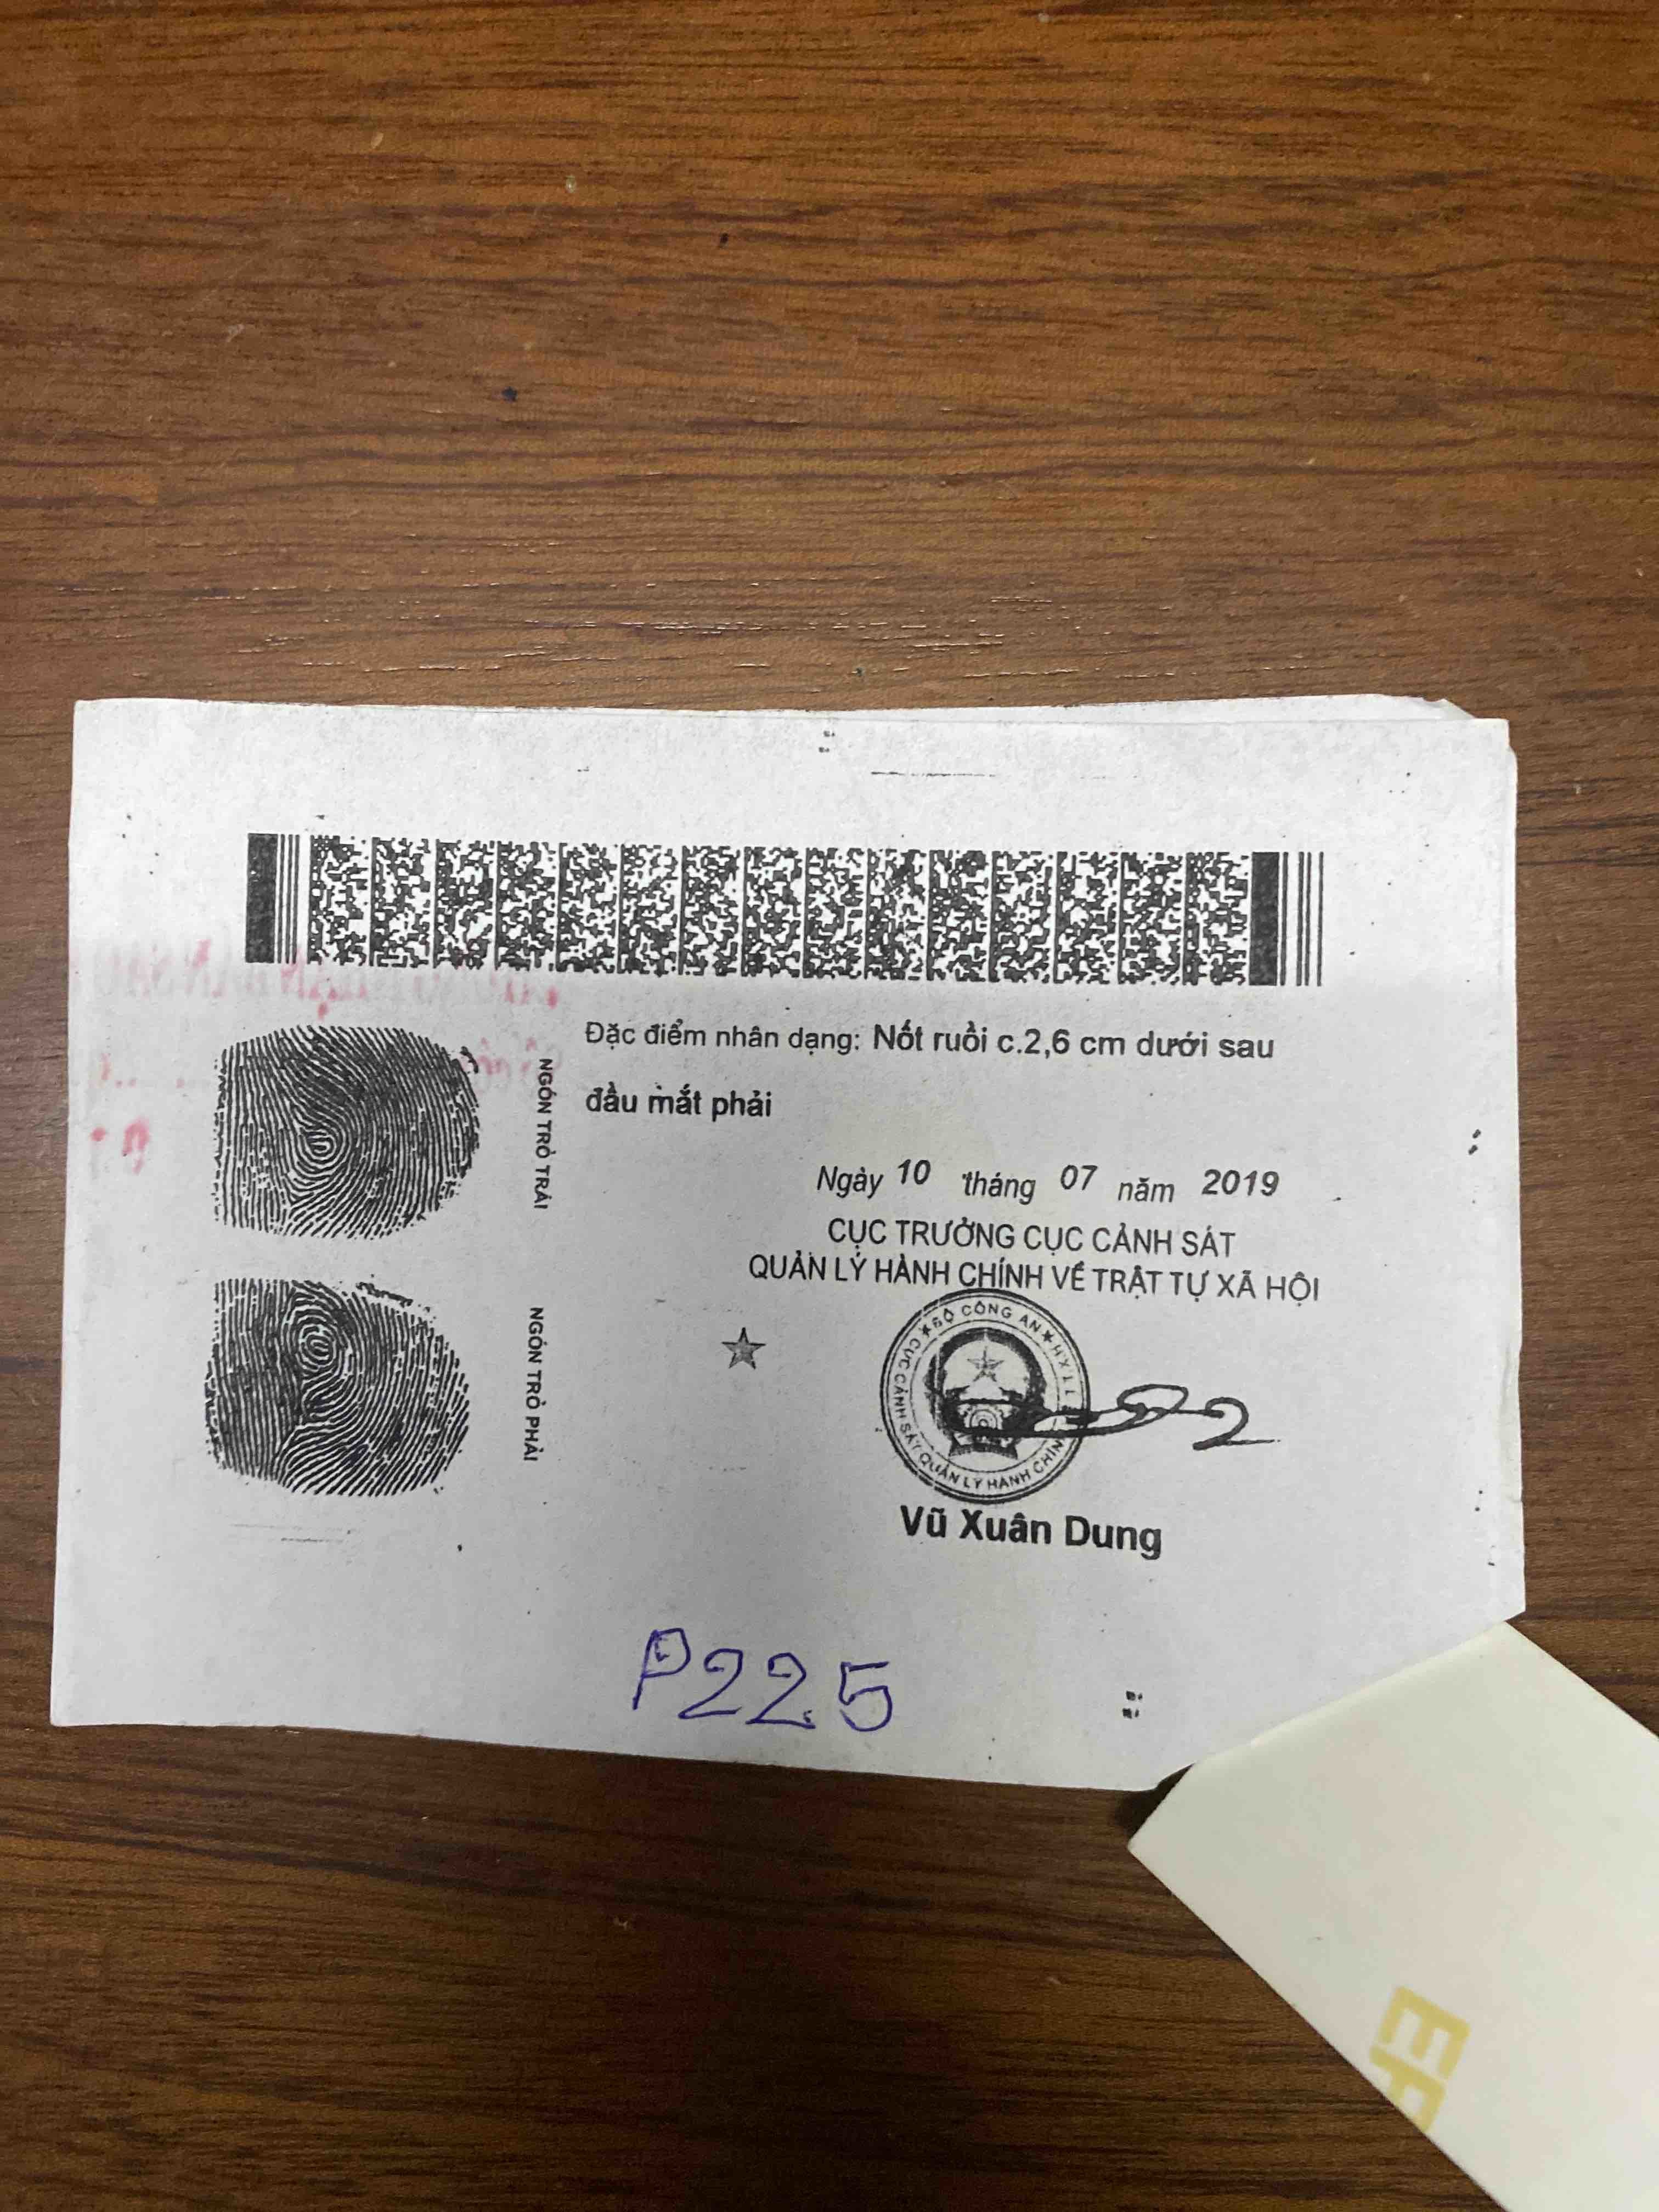 Đặc điểm nhân dạng: Nốt ruồi c.2,6 cm dưới sau
đầu mắt phải
NGÓN TRỎ TRÁI
Ngày 10 tháng 07 năm 2019
CỤC TRƯỞNG CỤC CẢNH SÁT
QUẢN LÝ HÀNH CHÍNH VỀ TRẬT TỰ XÃ HỘI
NGÓN TRỎ PHẢI
BỘ CÔNG AN
CỤC CẢNH SÁT QUẢN LÝ HÀNH CHÍNH
Vũ Xuân Dung
P225